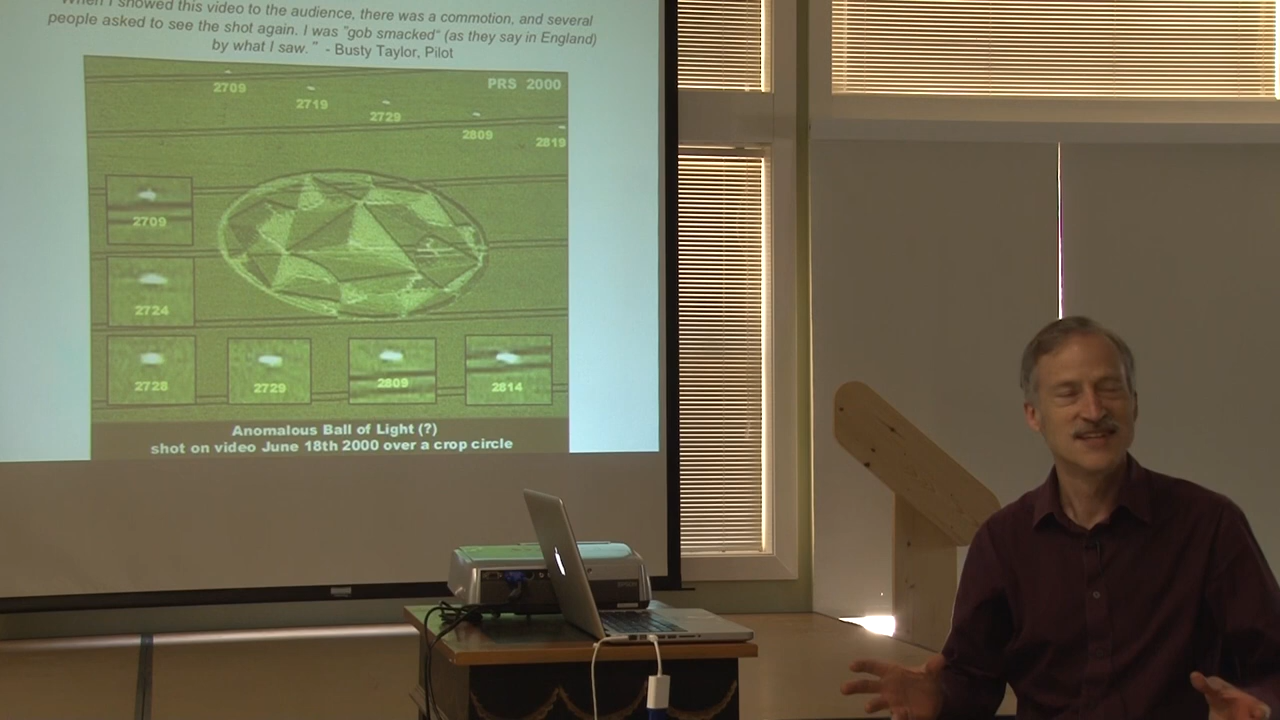 "When I showed this video to the audience, there was a commotion, and several
people asked to see the shot again. I was "gob smacked" (as they say in England)
by what I saw." - Busty Taylor, Pilot
PRS 2000
2709
2719
2729
2809
2819
2709
2724
2728
2729
2809
2814
Anomalous Ball of Light (?)
shot on video June 18th 2000 over a crop circle
EPSON